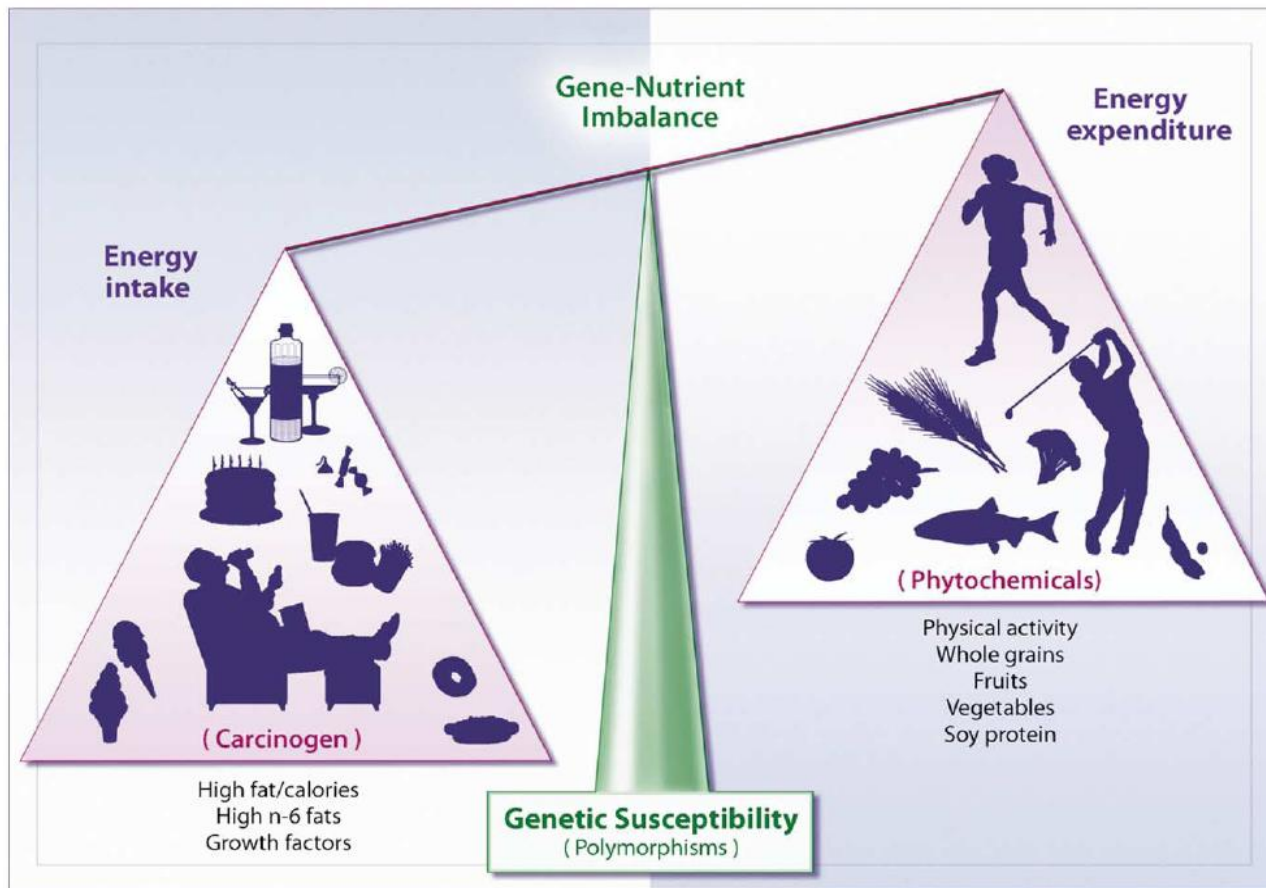 Gene-Nutrient
Imbalance
Energy
expenditure
Energy
intake
( Phytochemicals)
Physical activity
Whole grains
Fruits
Vegetables
Soy protein
( Carcinogen )
High fat/calories
High n-6 fats
Growth factors
Genetic Susceptibility
( Polymorphisms )